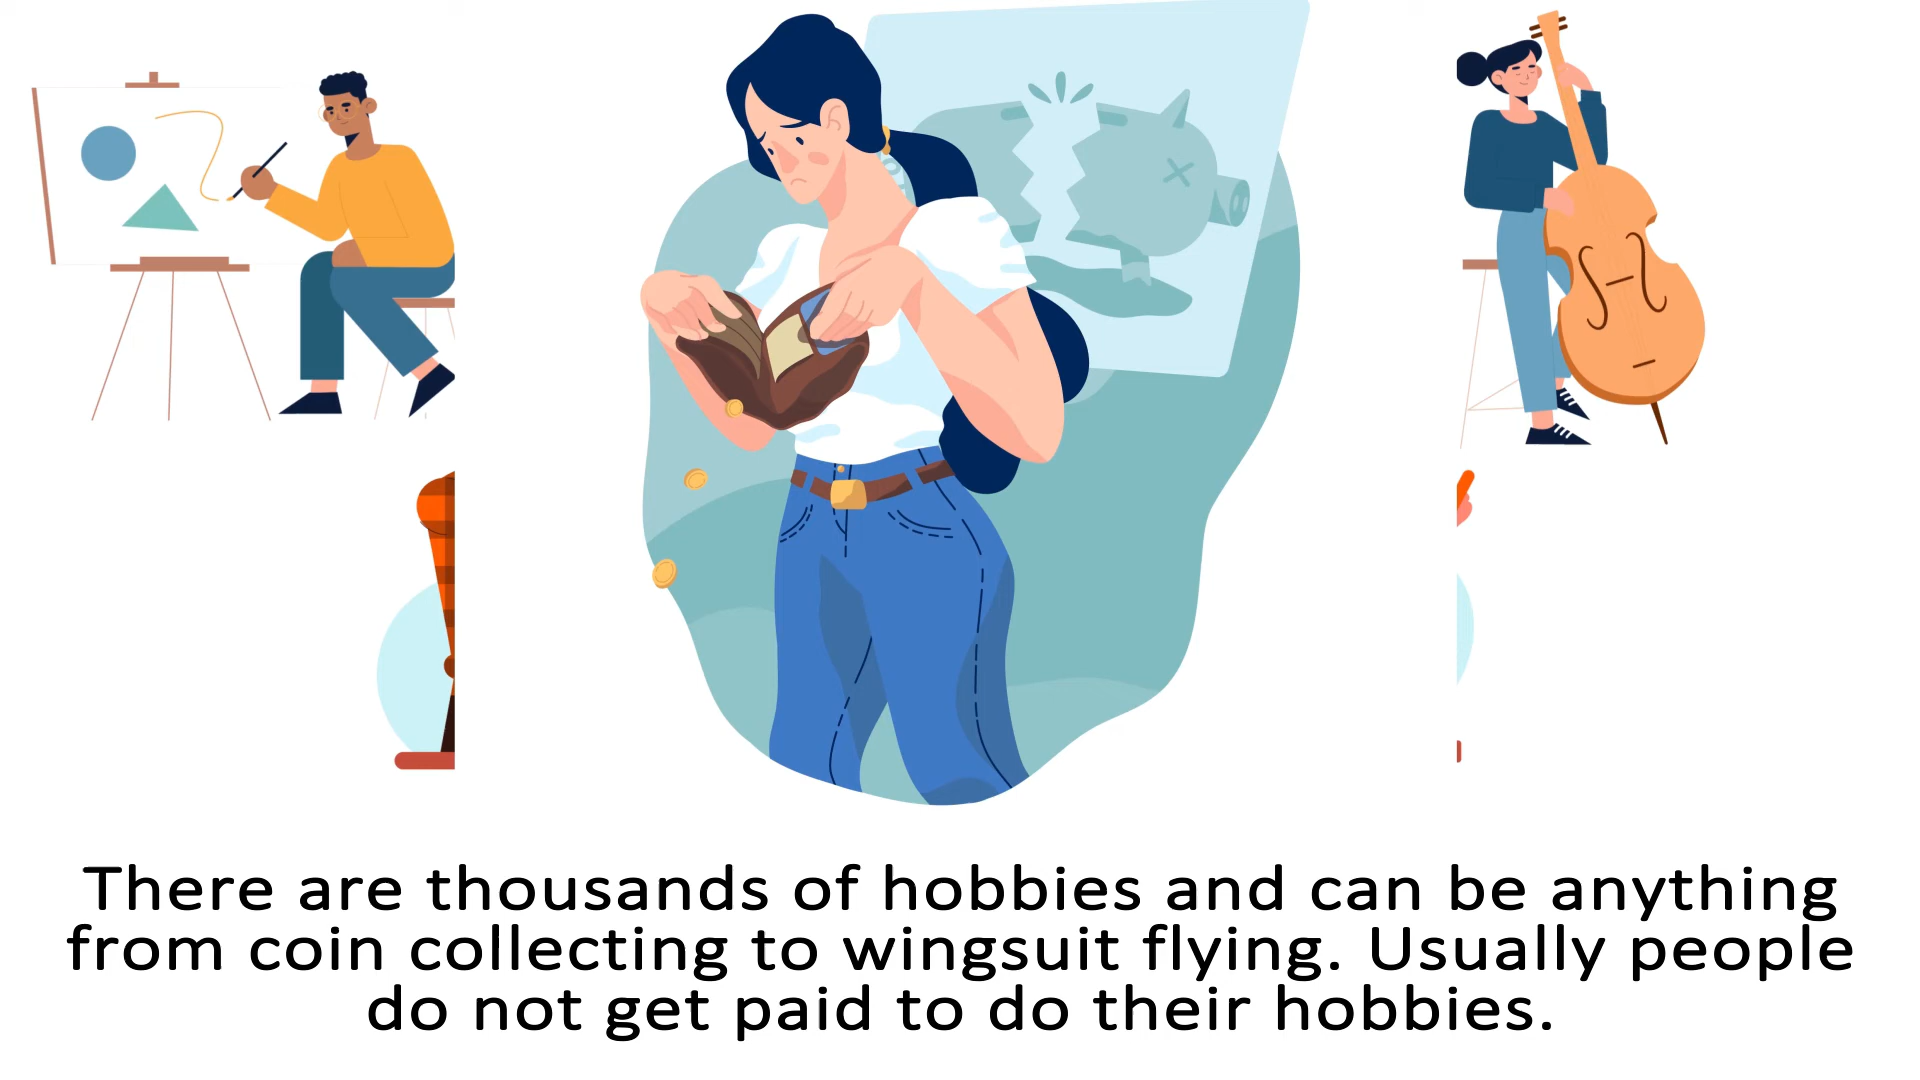 There are thousands of hobbies and can be anything
from coin collecting to wingsuit flying. Usually people
do not get paid to do their hobbies.